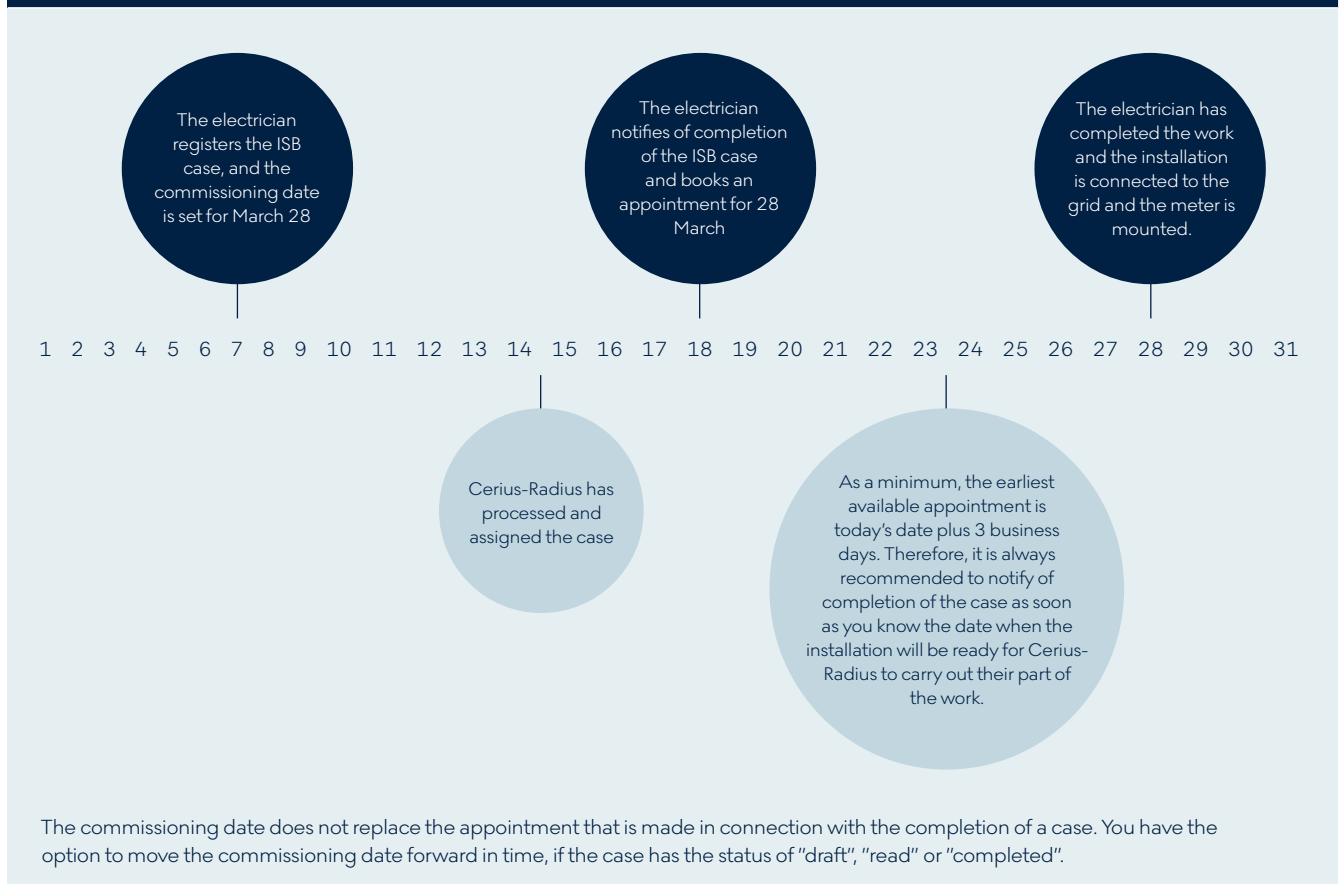 The electrician
registers the ISB
case, and the
commissioning date
is set for March 28
The electrician
notifies of completion
of the ISB case
and books an
appointment for 28
March
The electrician has
completed the work
and the installation
is connected to the
grid and the meter is
mounted.
1 2 3 4 5 6 7 8 9 10 11 12 13 14 15 16 17 18 19 20 21 22 23 24 25 26 27 28 29 30 31
Cerius-Radius has
processed and
assigned the case
As a minimum, the earliest
available appointment is
today's date plus 3 business
days. Therefore, it is always
recommended to notify of
completion of the case as soon
as you know the date when the
installation will be ready for Cerius-
Radius to carry out their part of
the work.
The commissioning date does not replace the appointment that is made in connection with the completion of a case. You have the
option to move the commissioning date forward in time, if the case has the status of "draft", "read" or "completed".